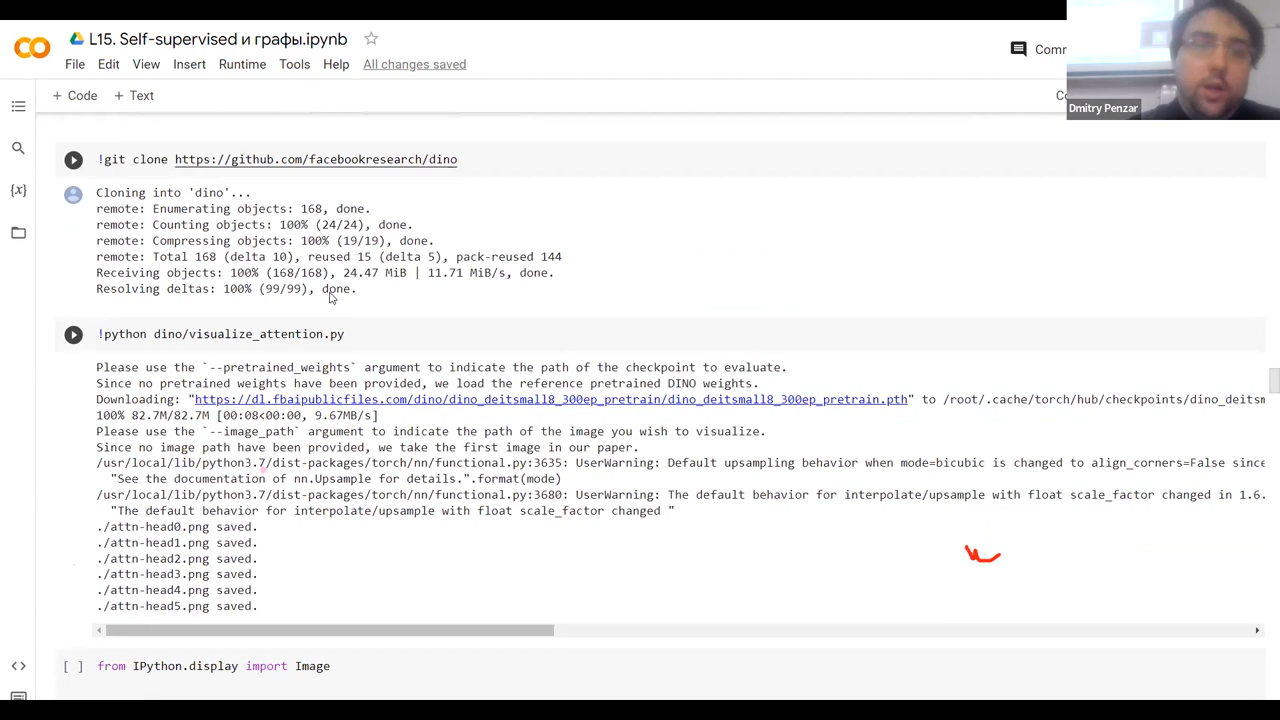 L15. Self-supervised и графы.ipynb
Comm
File Edit View Insert Runtime Tools Help All changes saved
+ Code + Text
Dmitry Penzar
!git clone https://github.com/facebookresearch/dino
Cloning into 'dino'...
remote: Enumerating objects: 168, done.
remote: Counting objects: 100% (24/24), done.
remote: Compressing objects: 100% (19/19), done.
remote: Total 168 (delta 10), reused 15 (delta 5), pack-reused 144
Receiving objects: 100% (168/168), 24.47 MiB | 11.71 MiB/s, done.
Resolving deltas: 100% (99/99), done.
!python dino/visualize_attention.py
Please use the `--pretrained_weights` argument to indicate the path of the checkpoint to evaluate.
Since no pretrained weights have been provided, we load the reference pretrained DINO weights.
Downloading: "https://dl.fbaipublicfiles.com/dino/dino_deitsmall8_300ep_pretrain/dino_deitsmall8_300ep_pretrain.pth" to /root/.cache/torch/hub/checkpoints/dino_deitsm
100% 82.7M/82.7M [00:08<00:00, 9.67MB/s]
Please use the `--image_path` argument to indicate the path of the image you wish to visualize.
Since no image path have been provided, we take the first image in our paper.
/usr/local/lib/python3.7/dist-packages/torch/nn/functional.py:3635: UserWarning: Default upsampling behavior when mode=bicubic is changed to align_corners=False since
"See the documentation of nn.Upsample for details.".format(mode)
/usr/local/lib/python3.7/dist-packages/torch/nn/functional.py:3680: UserWarning: The default behavior for interpolate/upsample with float scale_factor changed in 1.6.
"The default behavior for interpolate/upsample with float scale_factor changed "
./attn-head0.png saved.
./attn-head1.png saved.
./attn-head2.png saved.
./attn-head3.png saved.
./attn-head4.png saved.
./attn-head5.png saved.
[ ] from IPython.display import Image